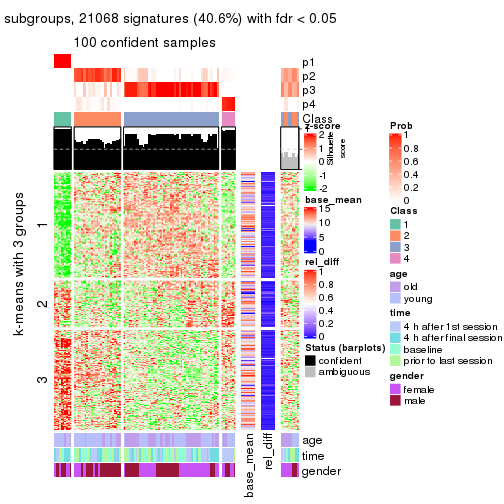 subgroups, 21068 signatures (40.6%) with fdr < 0.05
100 confident samples
p1
p2
p3
p4
Class
z-score
2
1
0
-1
-2
Silhouette
score
1
0.5
0
k-means with 3 groups
1
2
3
base_mean
15
10
5
0
rel_diff
1
0.8
0.6
0.4
0.2
0
Status (barplots)
confident
ambiguous
Prob
1
0.8
0.6
0.4
0.2
0
Class
1
2
3
4
age
old
young
time
4 h after 1st session
4 h after final session
baseline
prior to last session
gender
female
male
age
time
gender
base_mean
rel_diff